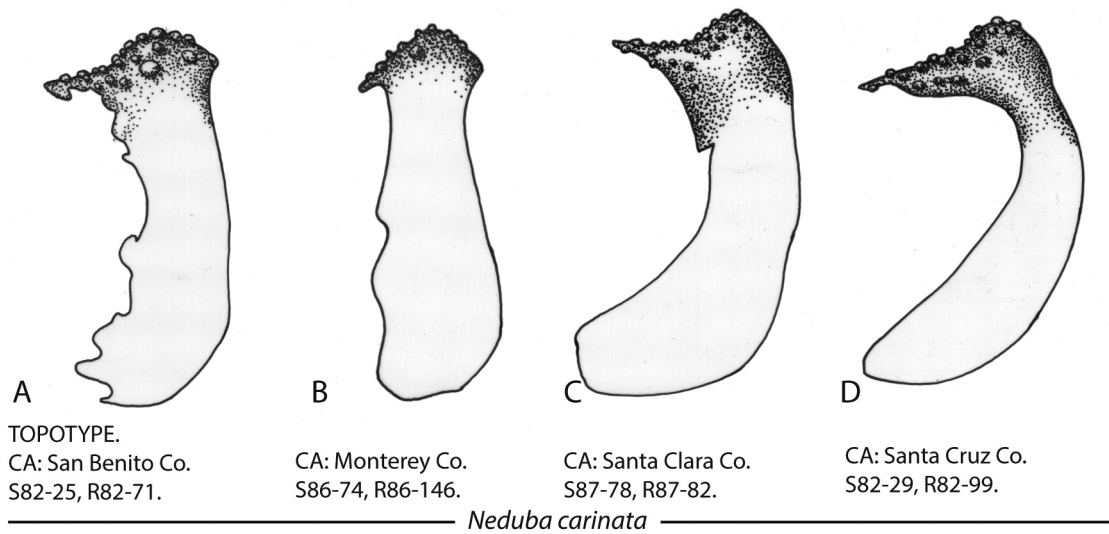 A
B
C
D
TOPOTYPE.
CA: San Benito Co.
S82-25, R82-71.
CA: Monterey Co.
S86-74, R86-146.
CA: Santa Clara Co.
S87-78, R87-82.
CA: Santa Cruz Co.
S82-29, R82-99.
Neduba carinata